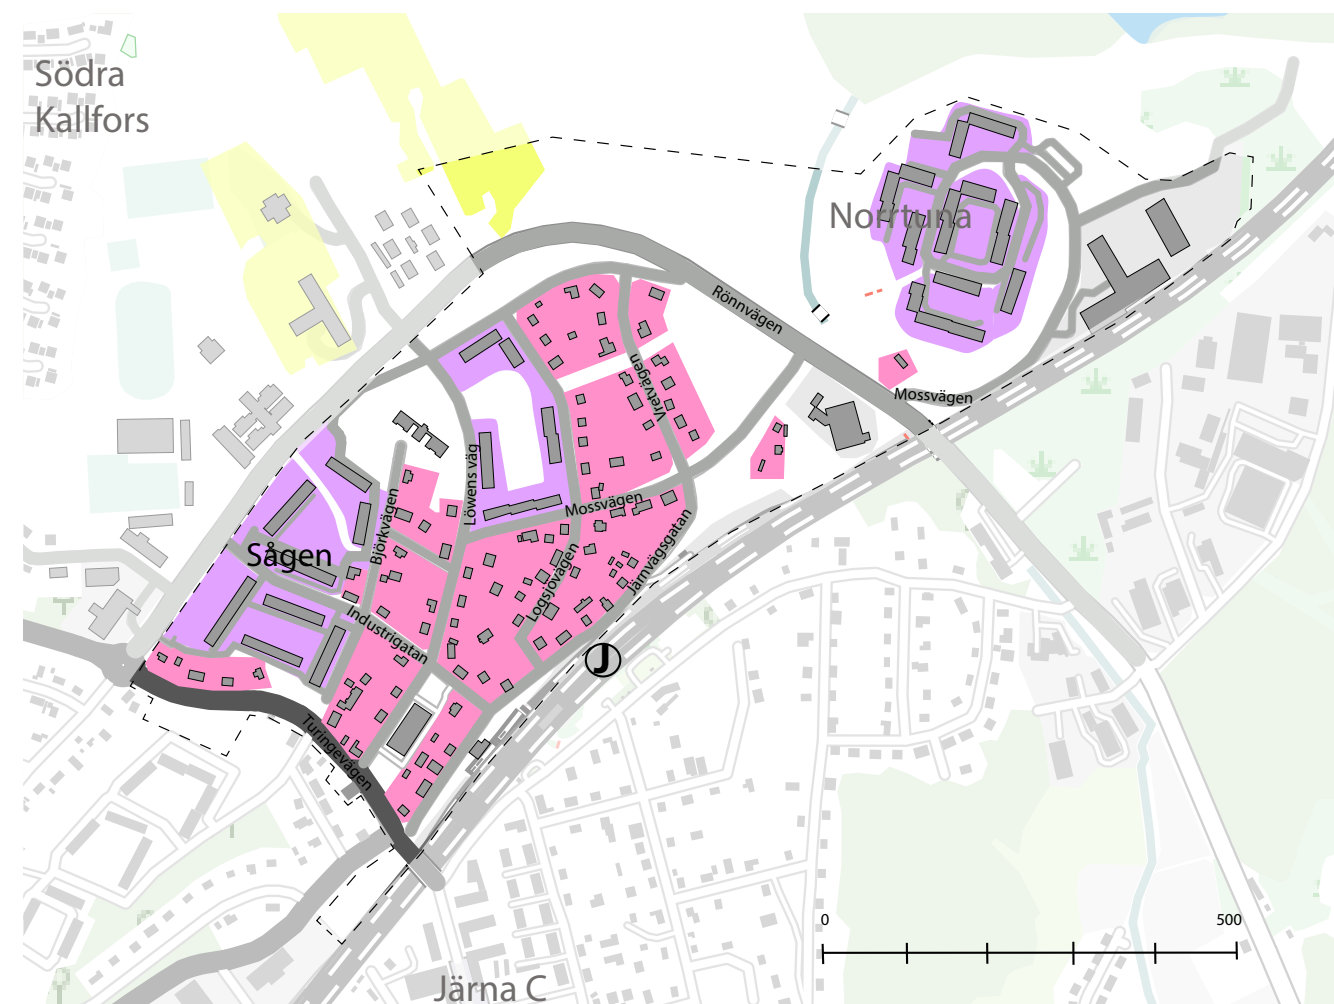 Södra
Kallfors
Norrtuna
Rönnvägen
Vretvägen
Mossvägen
Löwens väg
Mossvägen
Björkvägen
Sågen
Järnvägsgatan
Logsjövägen
Industrigatan
J
Turingevägen
0 500
Järna C